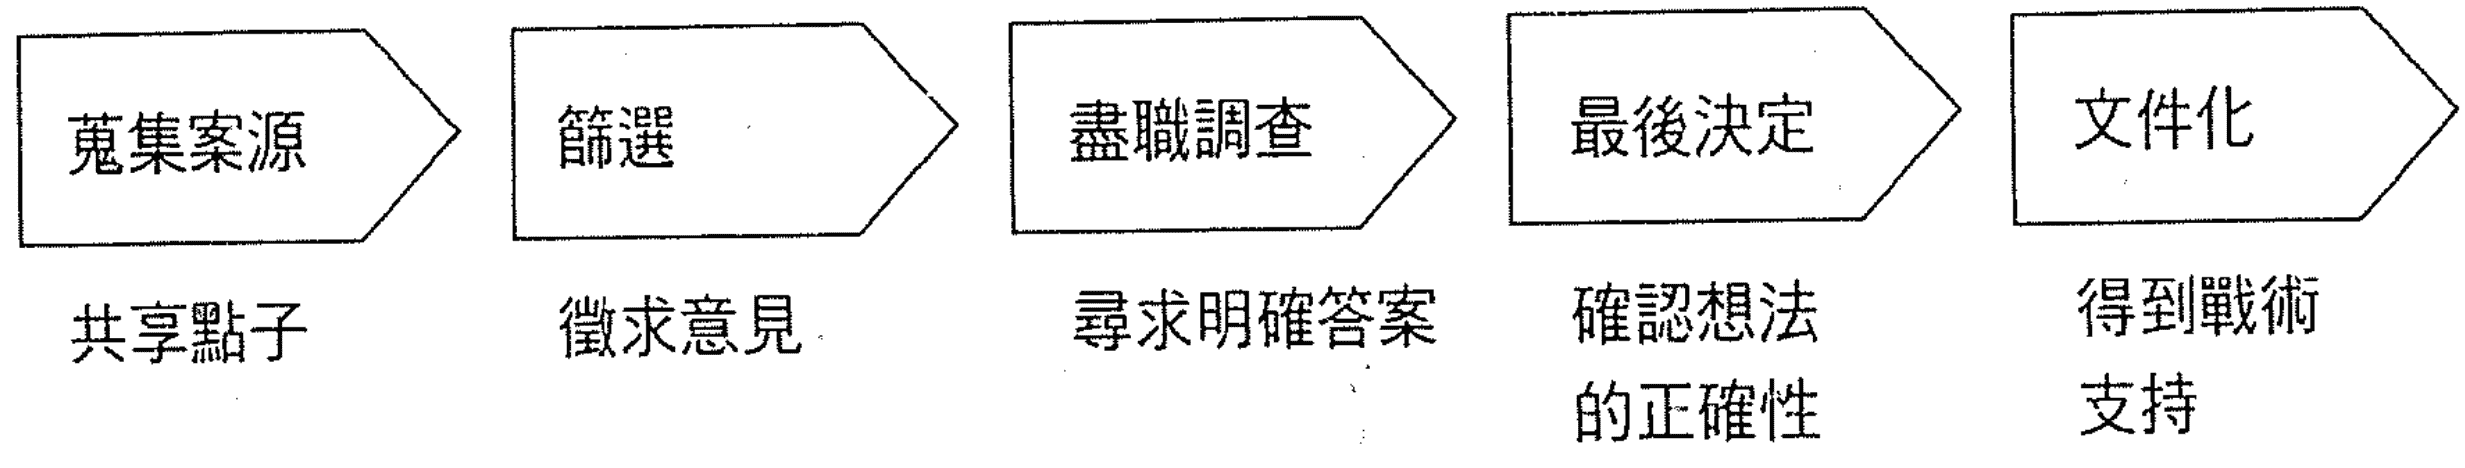 蒐集案源
篩選
盡職調查
最後決定
文件化
共享點子
徵求意見
尋求明確答案
確認想法
的正確性
得到戰術
支持